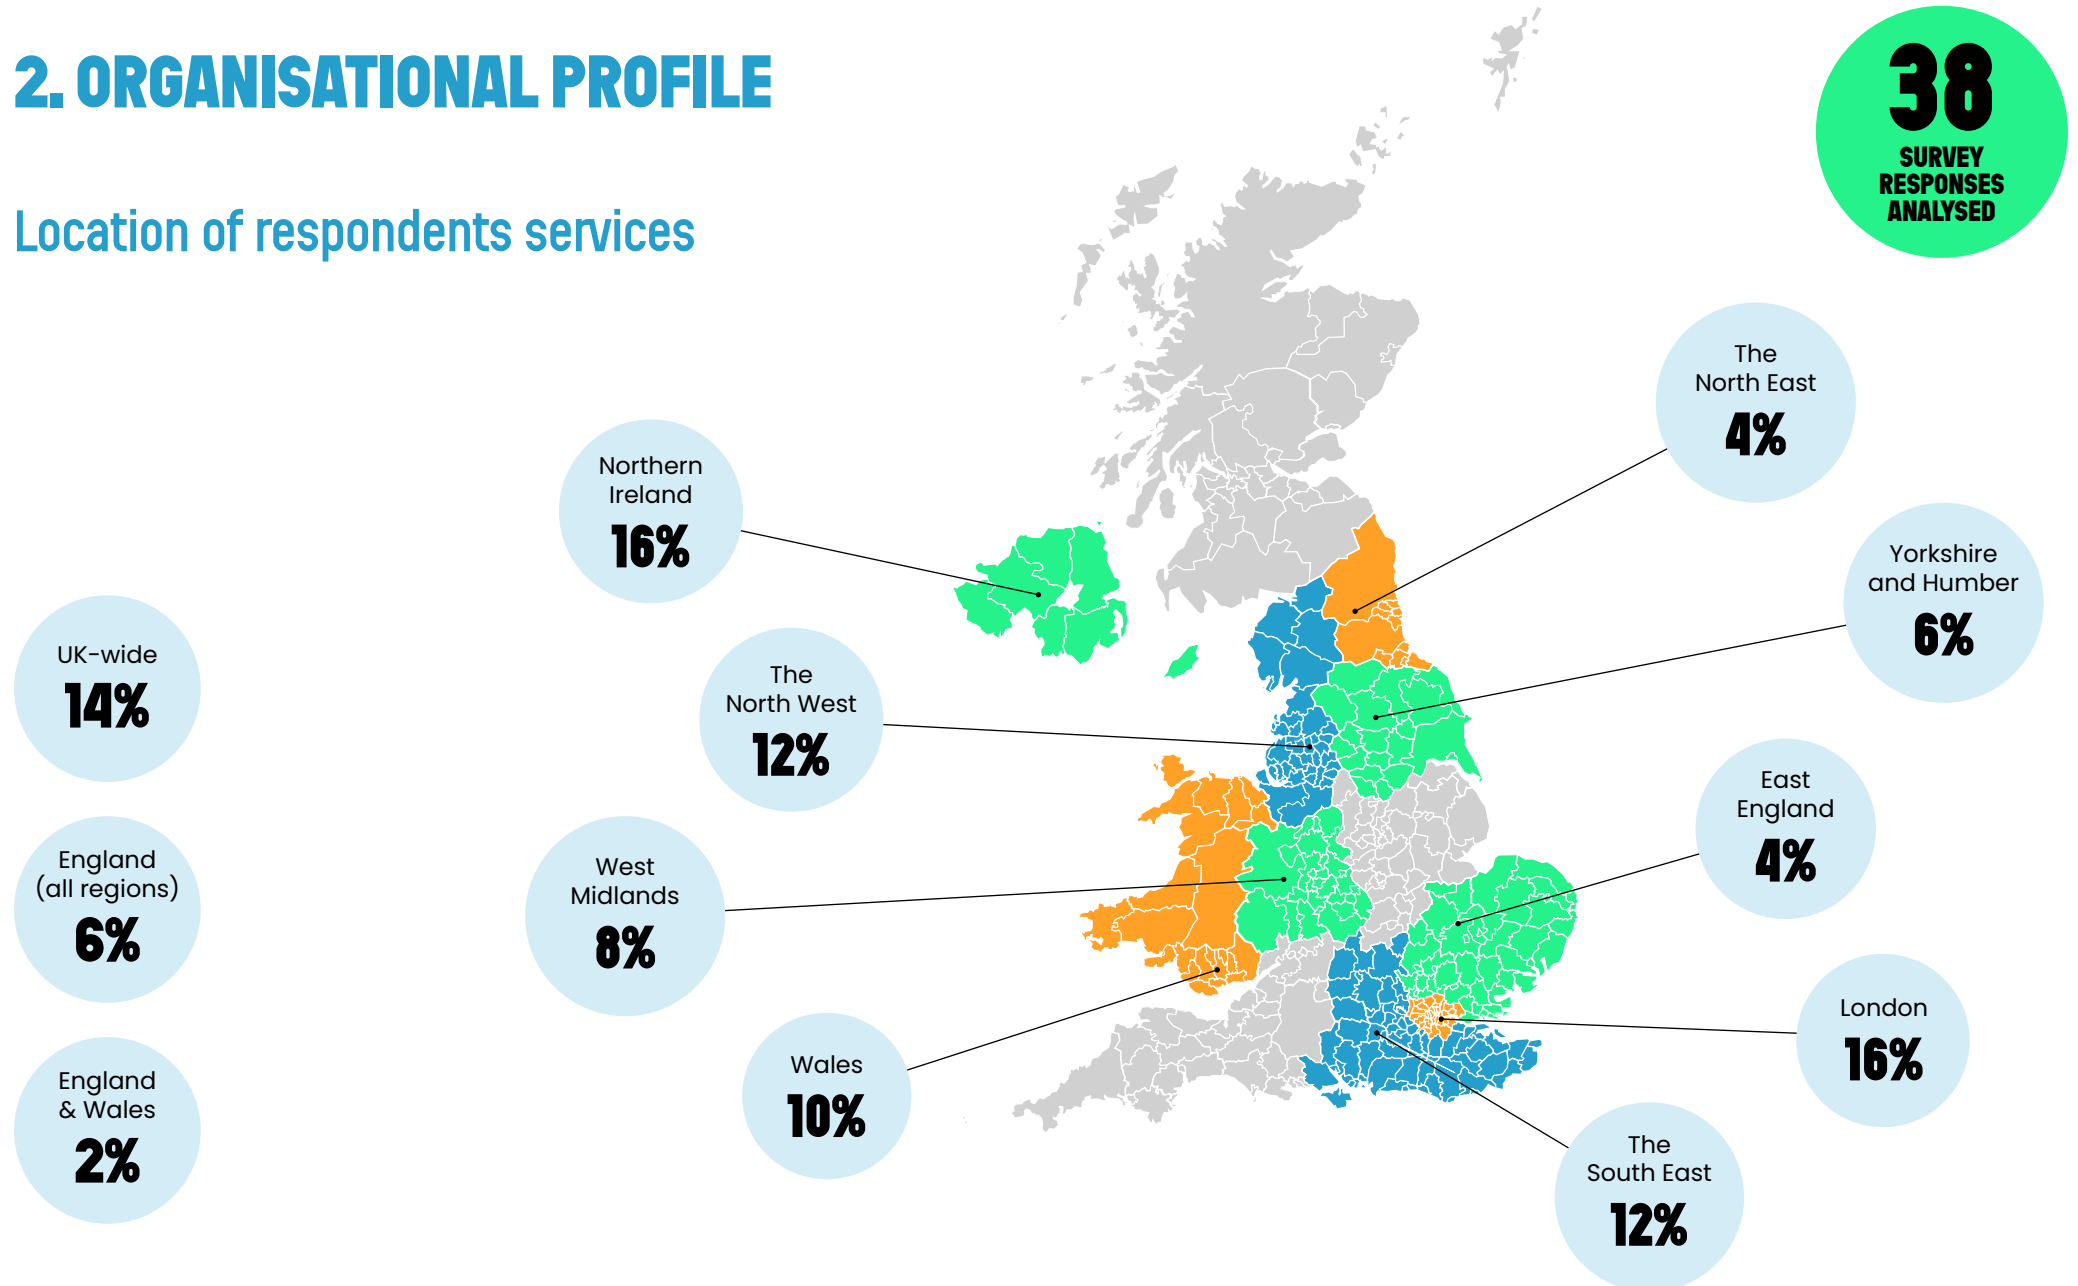 2. ORGANISATIONAL PROFILE
38
SURVEY
RESPONSES
ANALYSED
Location of respondents services
The
North East
4%
Northern
Ireland
16%
Yorkshire
and Humber
6%
UK-wide
14%
The
North West
12%
East
England
4%
England
(all regions)
6%
West
Midlands
8%
London
16%
England
& Wales
2%
Wales
10%
The
South East
12%